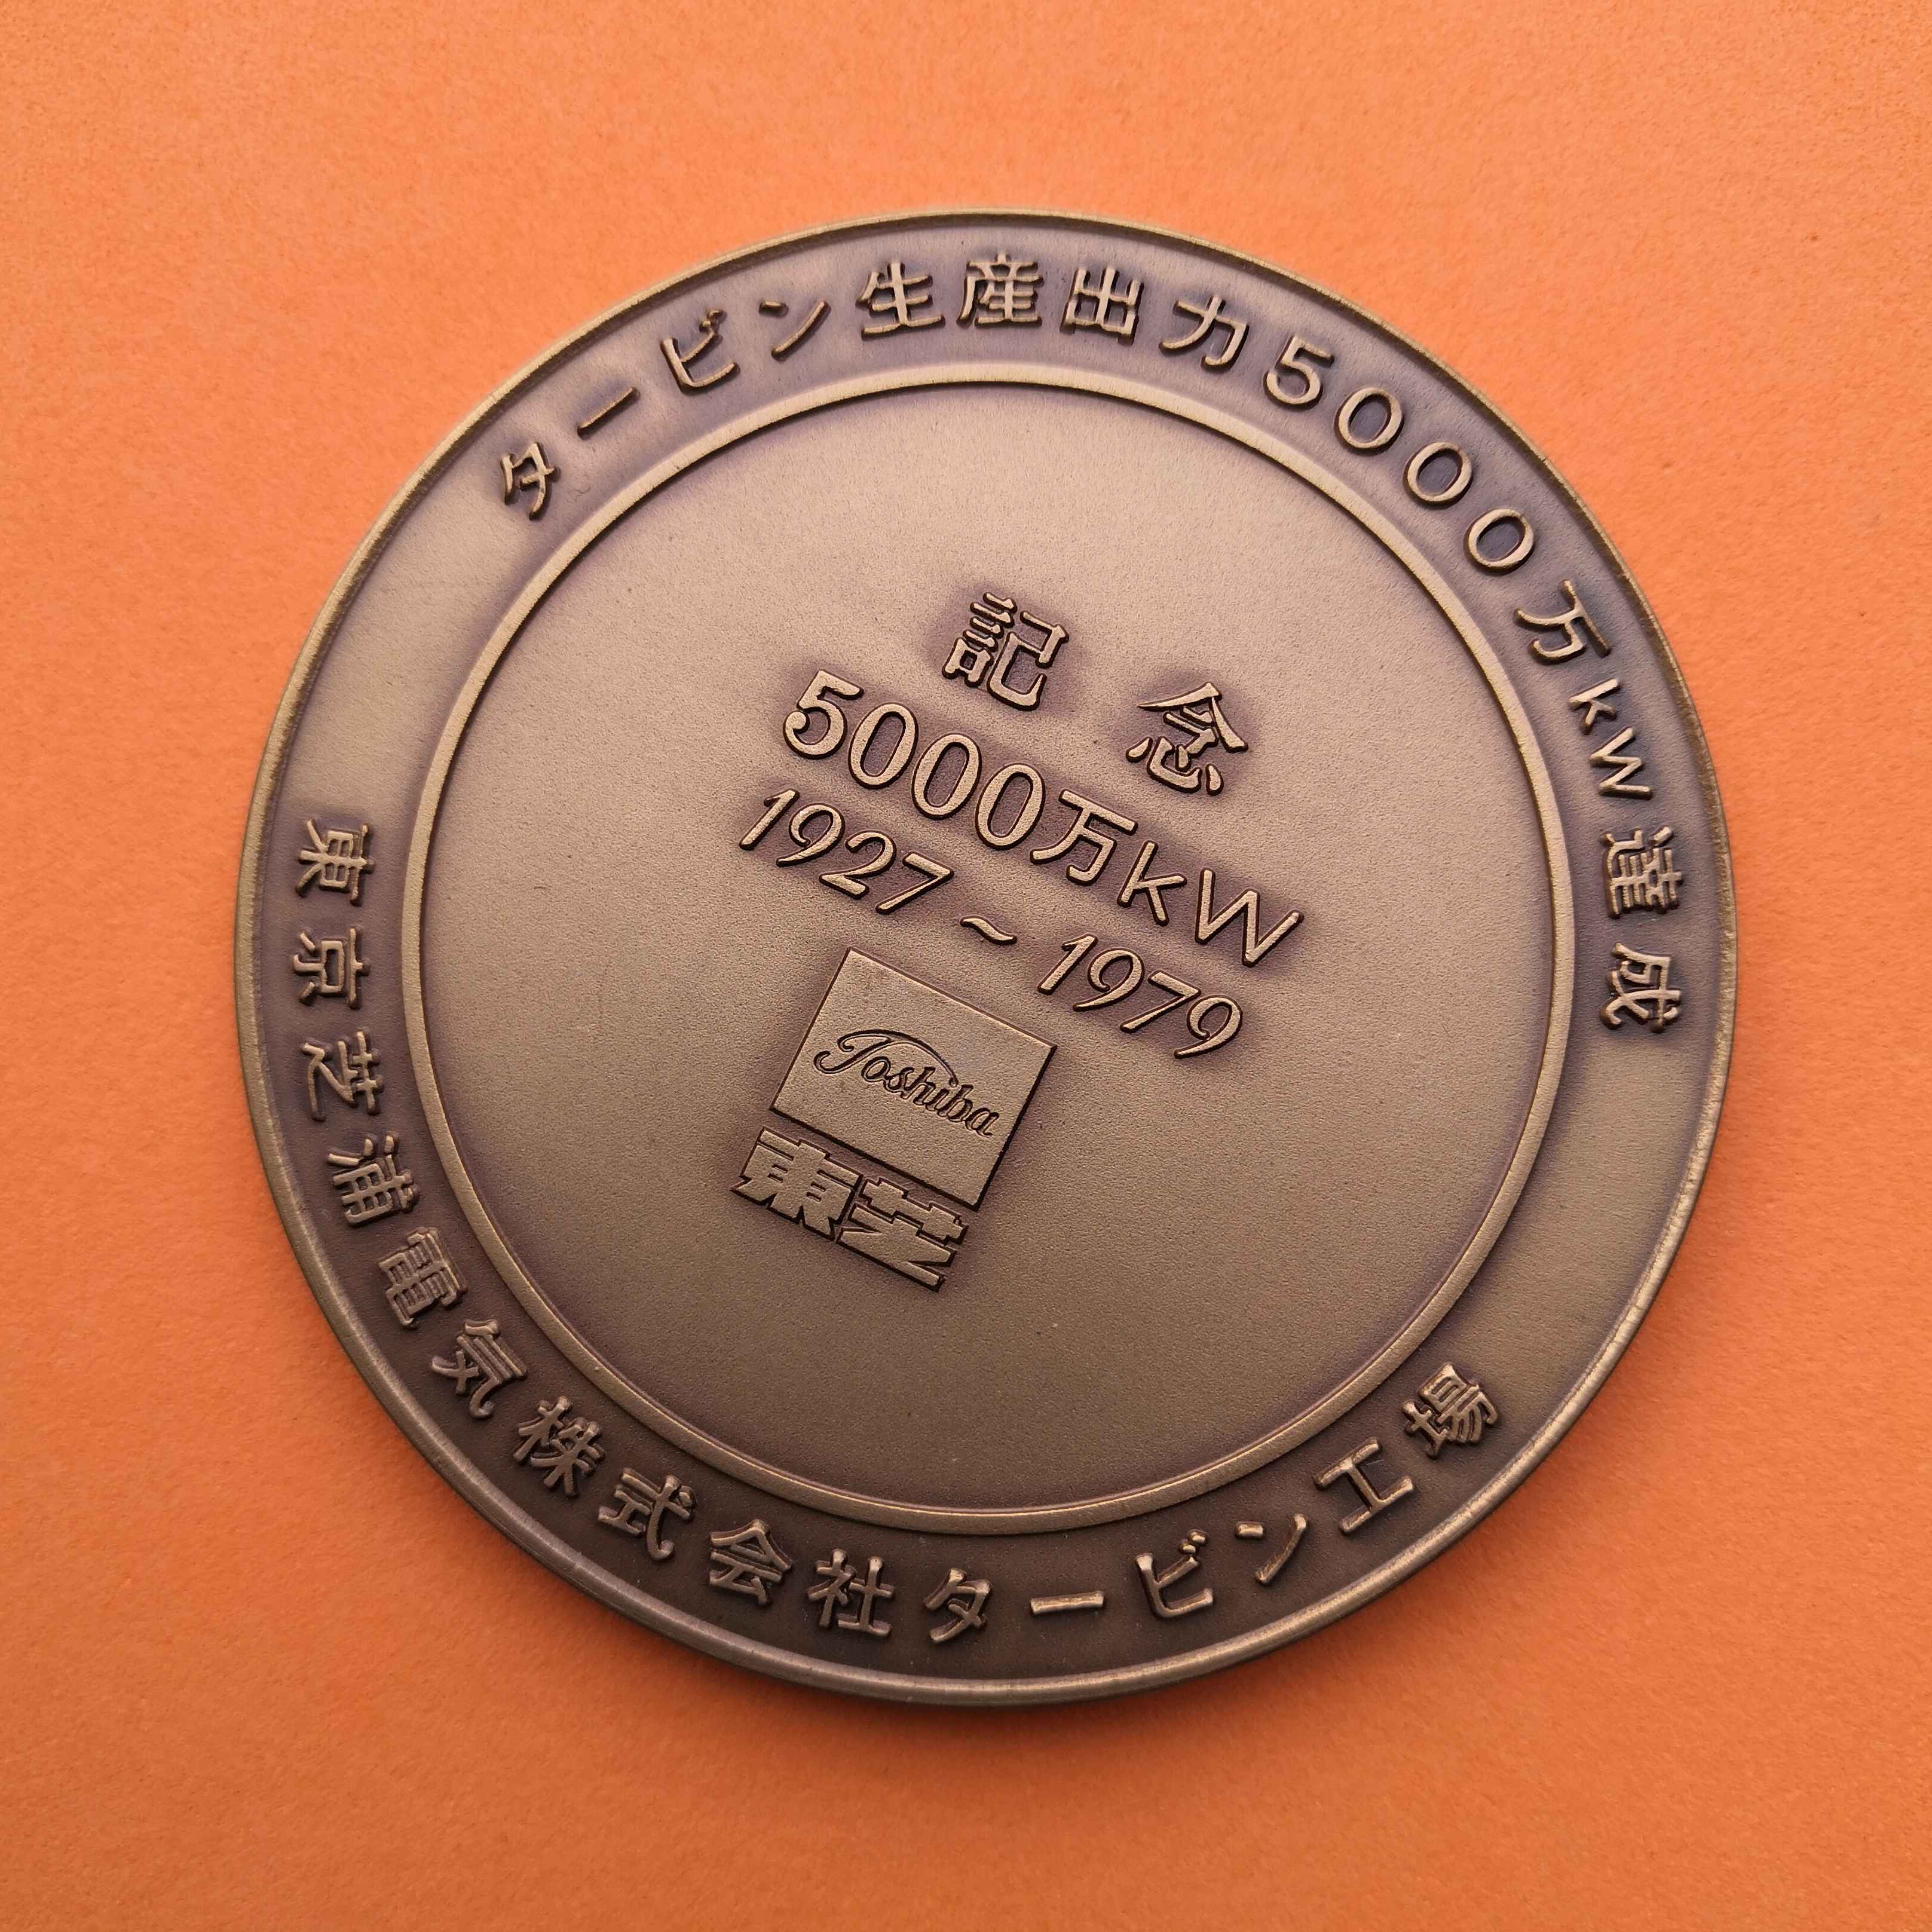 タービン生産出力5000万kW達成
記念
5000万kW
1927~1979
Toshiba
東芝
東京芝浦電気株式会社タービン工場